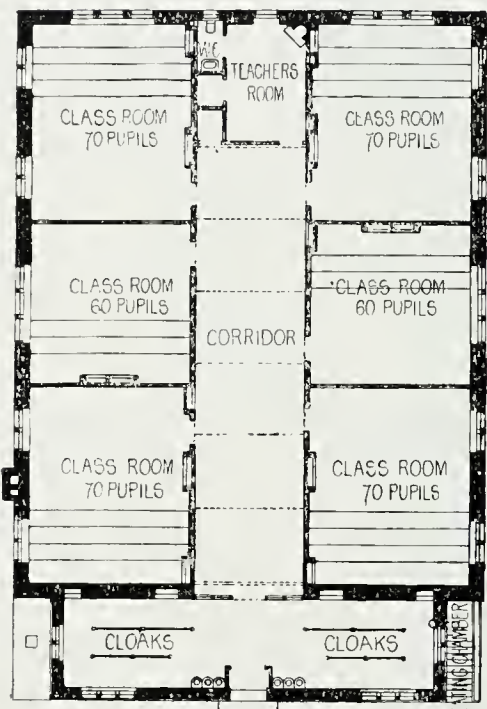 W.C.
TEACHERS
ROOM
CLASS ROOM
70 PUPILS
CLASS ROOM
70 PUPILS
CLASS ROOM
60 PUPILS
CLASS ROOM
60 PUPILS
CORRIDOR
CLASS ROOM
70 PUPILS
CLASS ROOM
70 PUPILS
CLOAKS
CLOAKS
CHAMBER